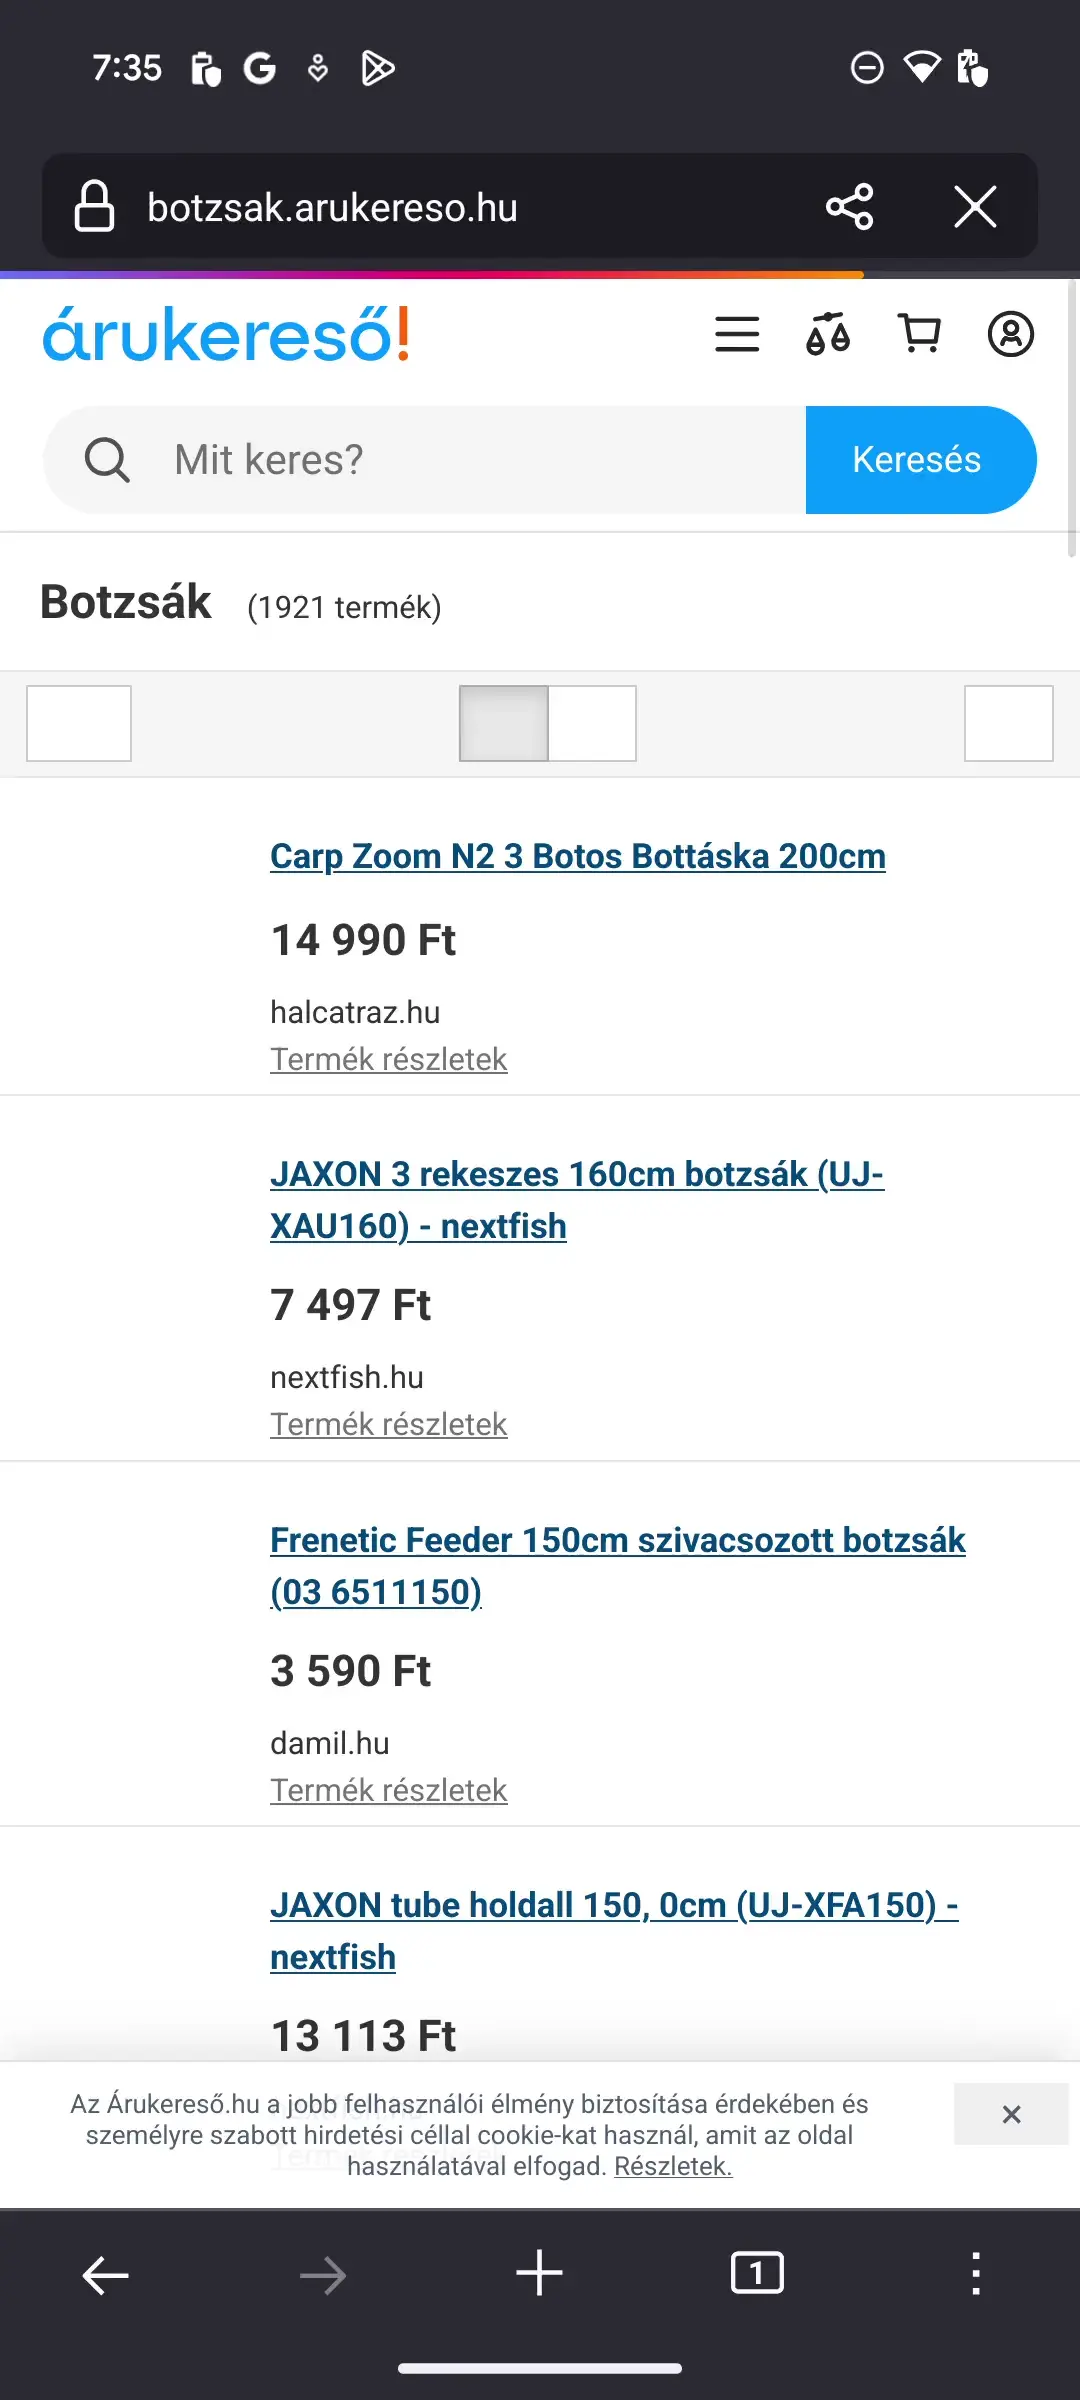 7:35
botzsak.arukereso.hu
árukereső!
Mit keres?
Keresés
Botzsák (1921 termék)
Carp Zoom N2 3 Botos Bottáska 200cm
14 990 Ft
halcatraz.hu
Termék részletek
JAXON 3 rekeszes 160cm botzsák (UJ-
XAU160) - nextfish
7 497 Ft
nextfish.hu
Termék részletek
Frenetic Feeder 150cm szivacsozott botzsák
(03 6511150)
3 590 Ft
damil.hu
Termék részletek
JAXON tube holdall 150, 0cm (UJ-XFA150) -
nextfish
13 113 Ft
Az Árukereső.hu a jobb felhasználói élmény biztosítása érdekében és
személyre szabott hirdetési céllal cookie-kat használ, amit az oldal
használatával elfogad. Részletek.
1